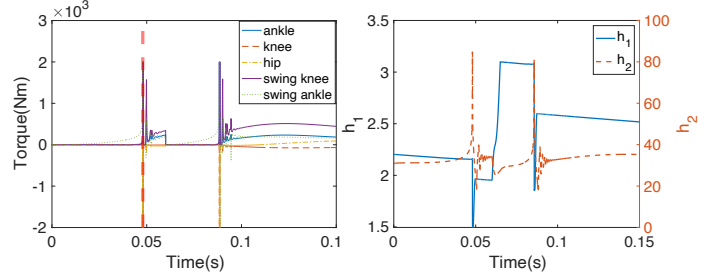 3 × 10³
2
1
0
-1
-2
Torque(Nm)
0 0.05 0.1 0.1
Time(s)
ankle
knee
hip
swing knee
swing ankle
3.5
3
2.5
2
1.5
h₁
0 0.05 0.1 0.15
Time(s)
100
80
60
40
20
0
h₂
h₁
h₂